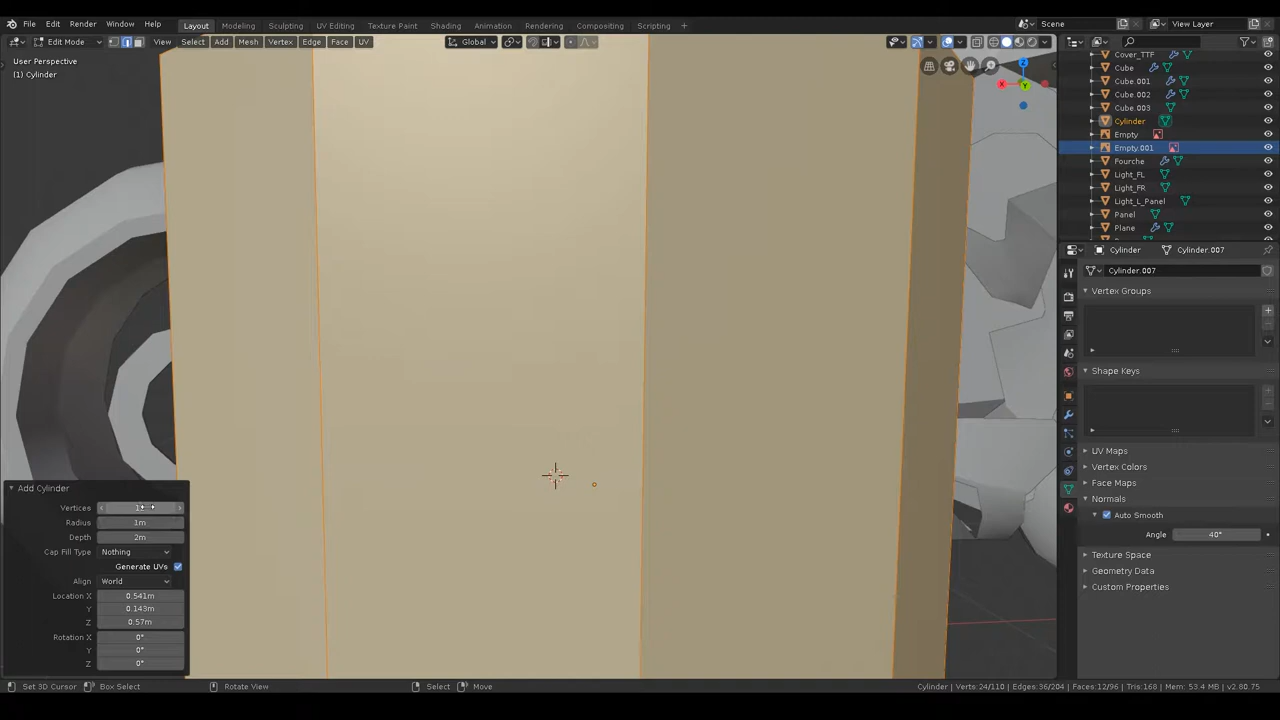 File Edit Render Window Help Layout Modeling Sculpting UV Editing Texture Paint Shading Animation Rendering Compositing Scripting + Scene View Layer
Edit Mode View Select Add Mesh Vertex Edge Face UV Global
User Perspective
(1) Cylinder
Z
X
Y
Cover_TTF
Cube
Cube.001
Cube.002
Cube.003
Cylinder
Empty
Empty.001
Fourche
Light_FL
Light_FR
Light_L_Panel
Panel
Plane
Cylinder Cylinder.007
Cylinder.007
Vertex Groups
Shape Keys
UV Maps
Vertex Colors
Face Maps
Normals
Auto Smooth
Angle 40°
Texture Space
Geometry Data
Custom Properties
Add Cylinder
Vertices
Radius 1m
Depth 2m
Cap Fill Type Nothing
Generate UVs
Align World
Location X 0.541m
Y 0.143m
Z 0.57m
Rotation X 0°
Y 0°
Z 0°
Set 3D Cursor Box Select Rotate View Select Move Cylinder | Verts:24/110 | Edges:36/204 | Faces:12/96 | Tris:168 | Mem: 53.4 MB | v2.80.75